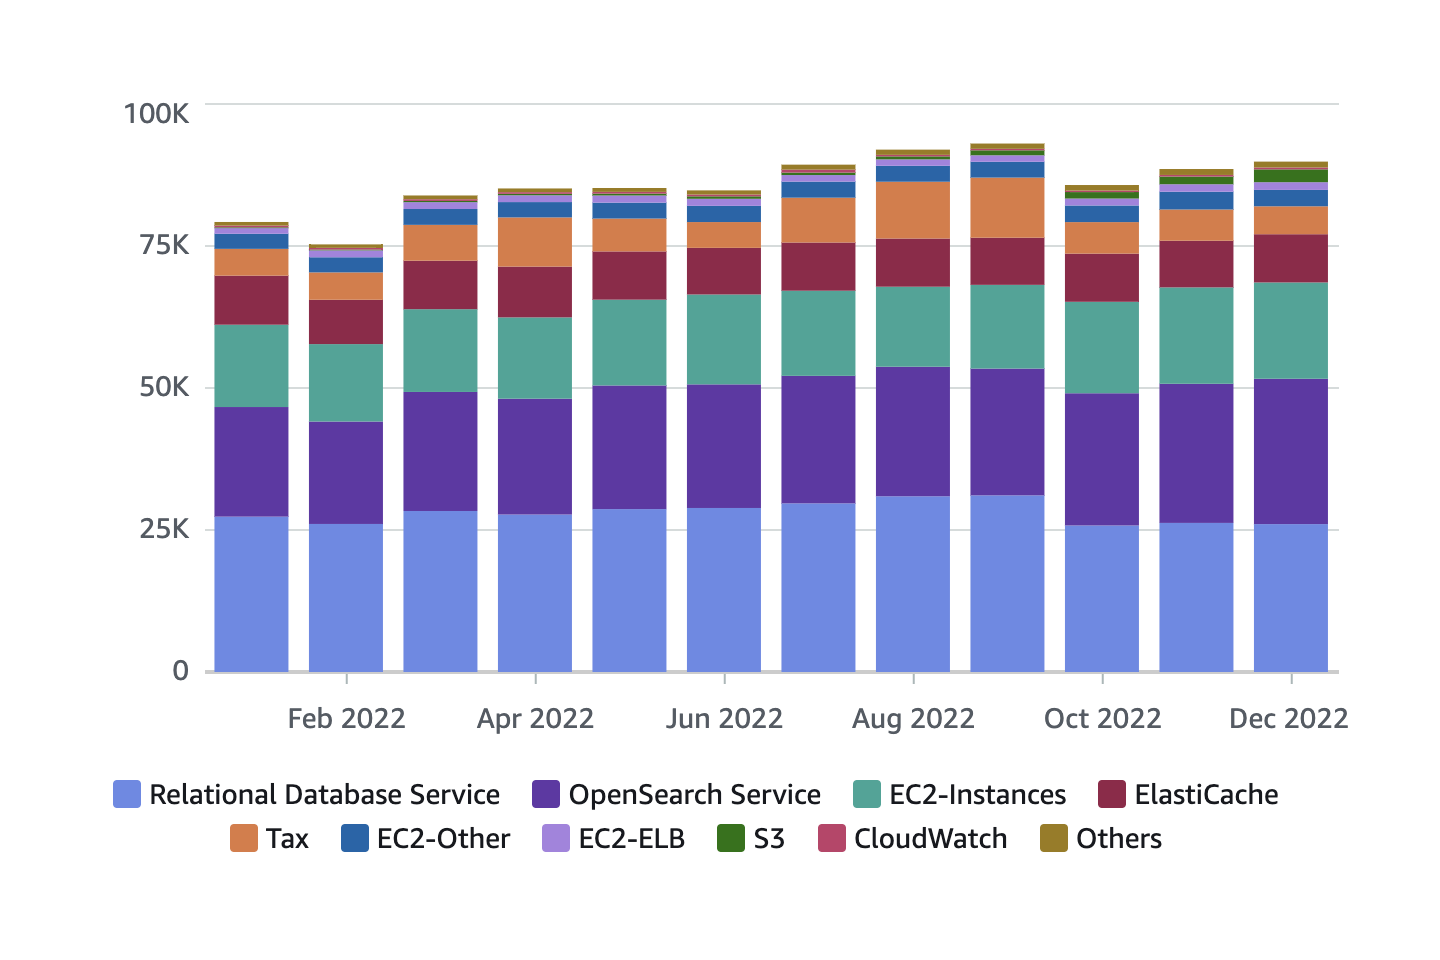 100K
75K
50K
25K
0
Feb 2022 Apr 2022 Jun 2022 Aug 2022 Oct 2022 Dec 2022
Relational Database Service OpenSearch Service EC2-Instances ElastiCache
Tax EC2-Other EC2-ELB S3 CloudWatch Others